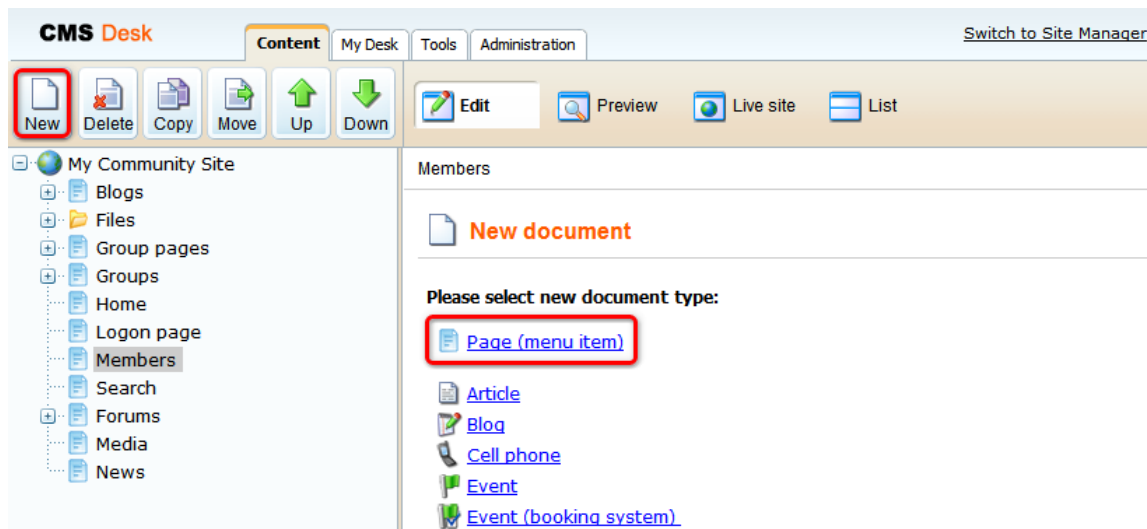 CMS Desk
Content My Desk Tools Administration
Switch to Site Manager
New Delete Copy Move Up Down
Edit Preview Live site List
My Community Site
Blogs
Files
Group pages
Groups
Home
Logon page
Members
Search
Forums
Media
News
Members
New document
Please select new document type:
Page (menu item)
Article
Blog
Cell phone
Event
Event (booking system)